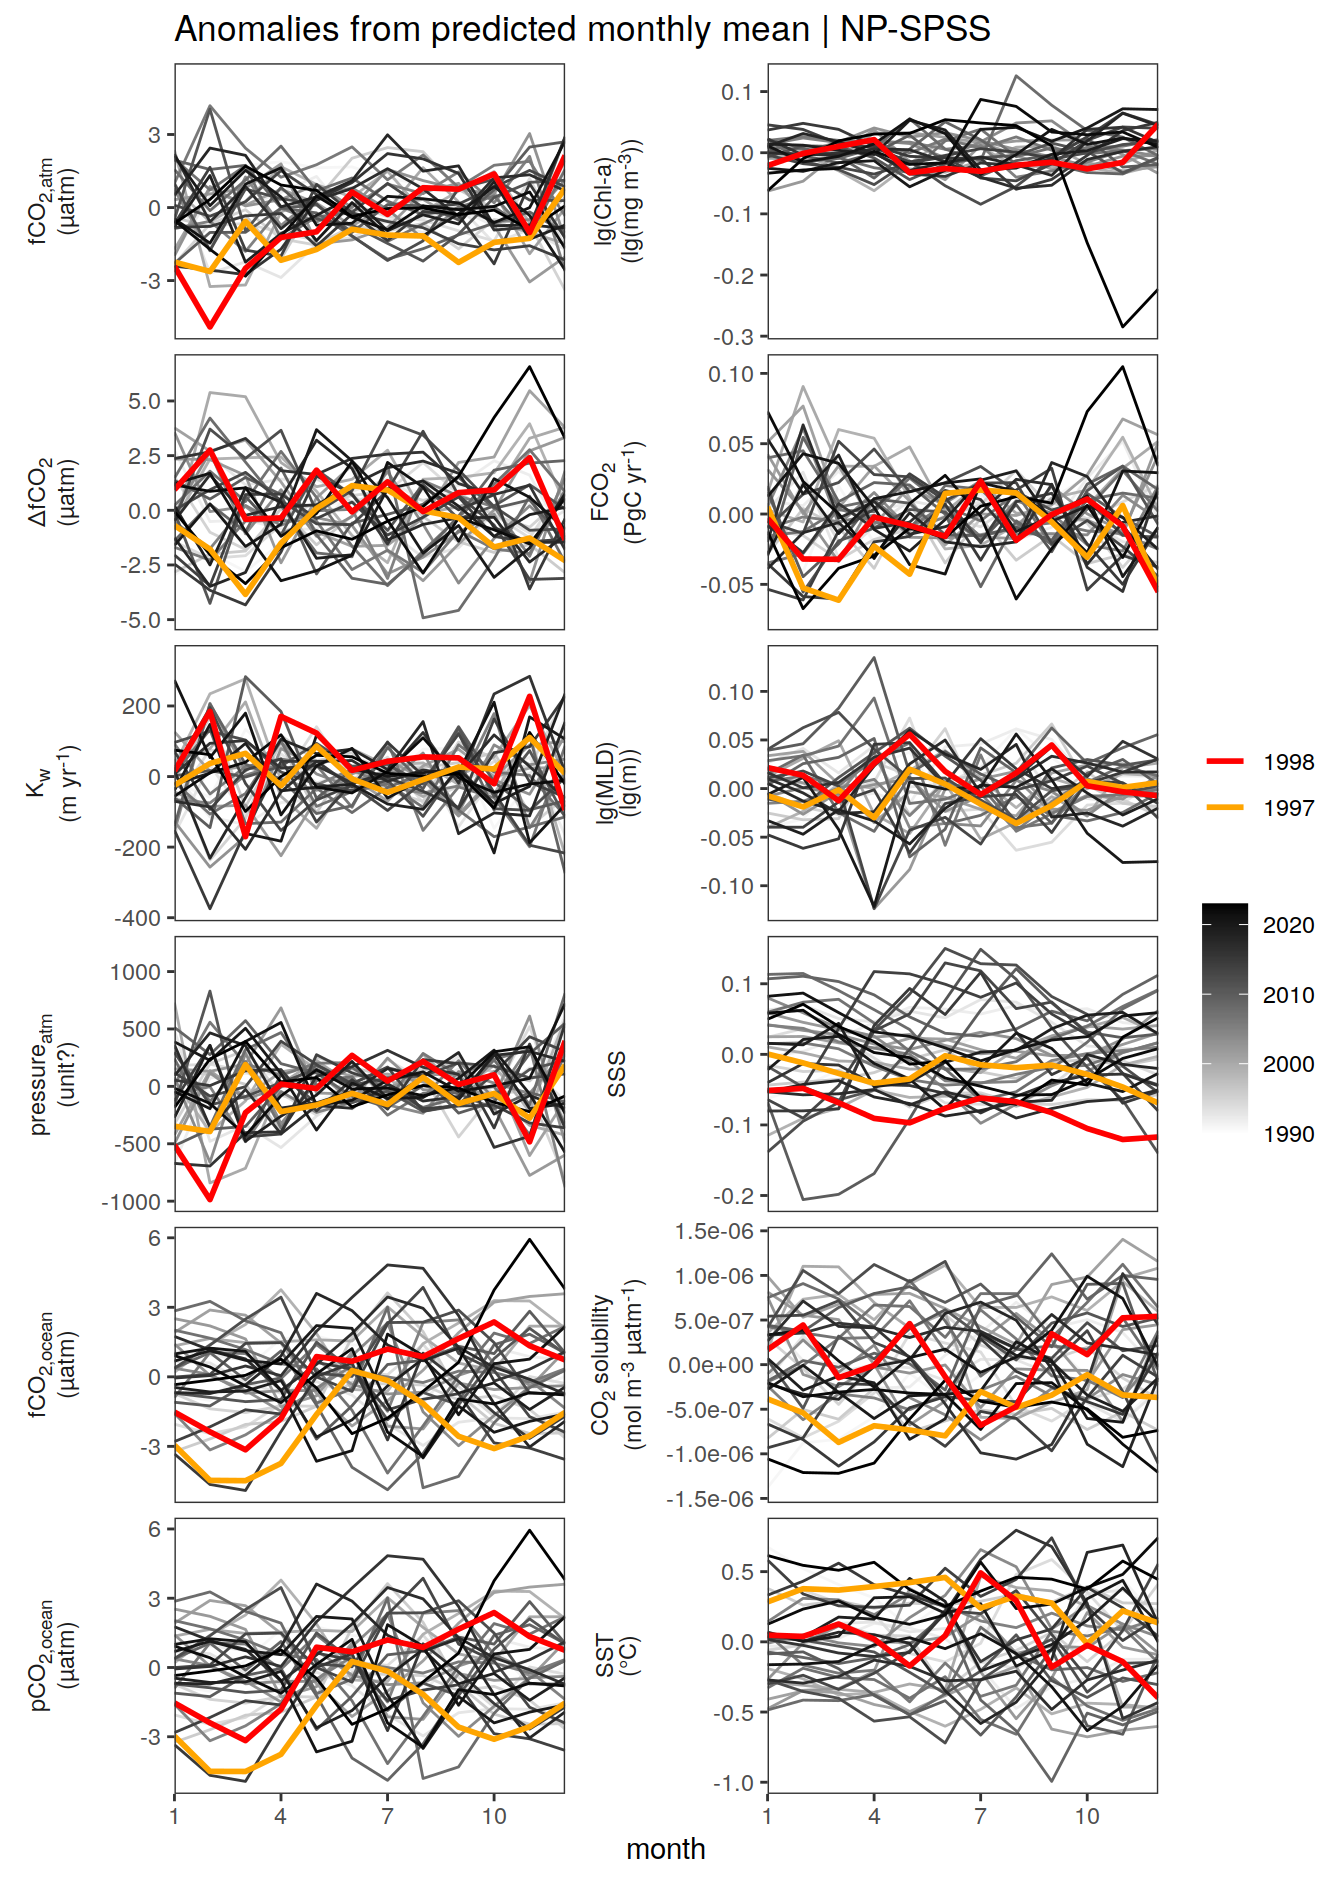 Anomalies from predicted monthly mean | NP-SPSS
fCO2,atm
(µatm)
3
0
-3
lg(Chl-a)
(lg(mg m-3))
0.1
0.0
-0.1
-0.2
-0.3
ΔfCO2
(µatm)
5.0
2.5
0.0
-2.5
-5.0
FCO2
(PgC yr-1)
0.10
0.05
0.00
-0.05
Kw
(m yr-1)
200
0
-200
-400
lg(MLD)
(lg(m))
0.10
0.05
0.00
-0.05
-0.10
pressureatm
(unit?)
1000
500
0
-500
-1000
SSS
0.1
0.0
-0.1
-0.2
fCO2,ocean
(µatm)
6
3
0
-3
CO2 solubility
(mol m-3 µatm-1)
1.5e-06
1.0e-06
5.0e-07
0.0e+00
-5.0e-07
-1.0e-06
-1.5e-06
pCO2,ocean
(µatm)
6
3
0
-3
SST
(°C)
0.5
0.0
-0.5
-1.0
1 4 7 10
1 4 7 10
month
1998
1997
2020
2010
2000
1990